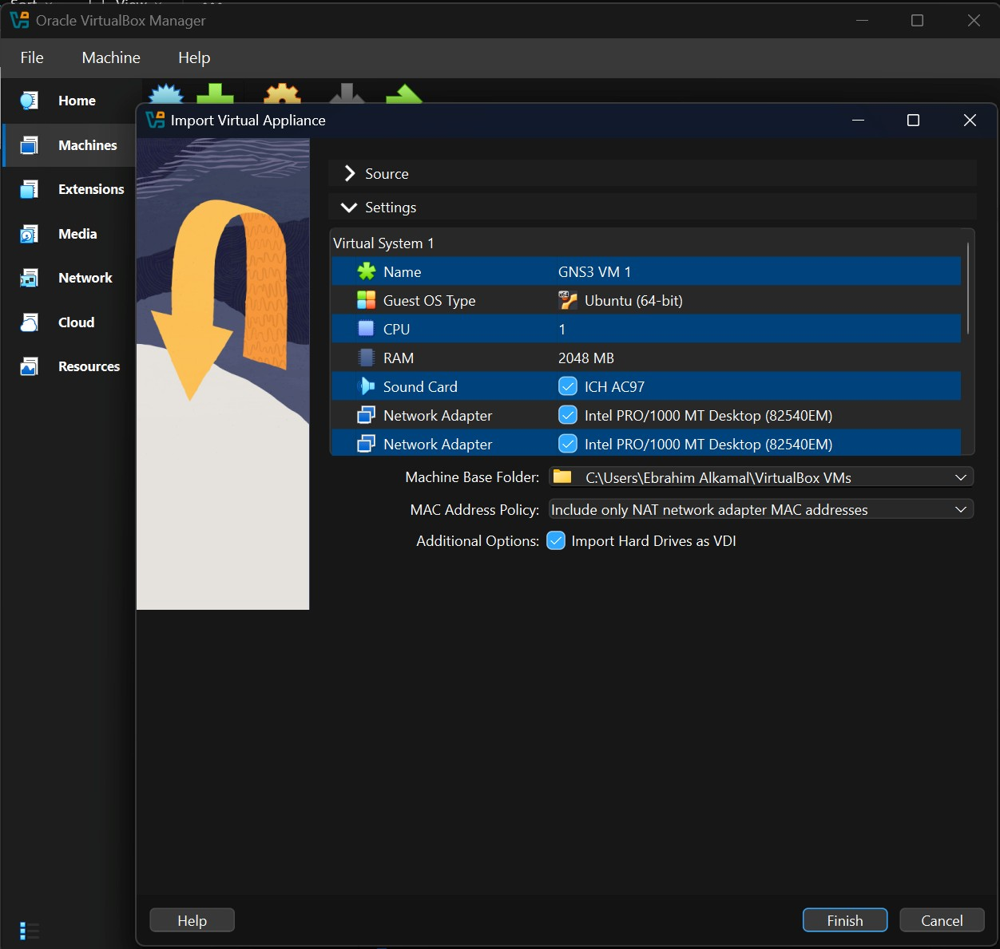 Oracle VirtualBox Manager
File Machine Help
Home
Machines
Extensions
Media
Network
Cloud
Resources
Import Virtual Appliance
Source
Settings
Virtual System 1
Name GNS3 VM 1
Guest OS Type Ubuntu (64-bit)
CPU 1
RAM 2048 MB
Sound Card ICH AC97
Network Adapter Intel PRO/1000 MT Desktop (82540EM)
Network Adapter Intel PRO/1000 MT Desktop (82540EM)
Machine Base Folder: C:\Users\Ebrahim Alkamal\VirtualBox VMs
MAC Address Policy: Include only NAT network adapter MAC addresses
Additional Options: Import Hard Drives as VDI
Help Finish Cancel